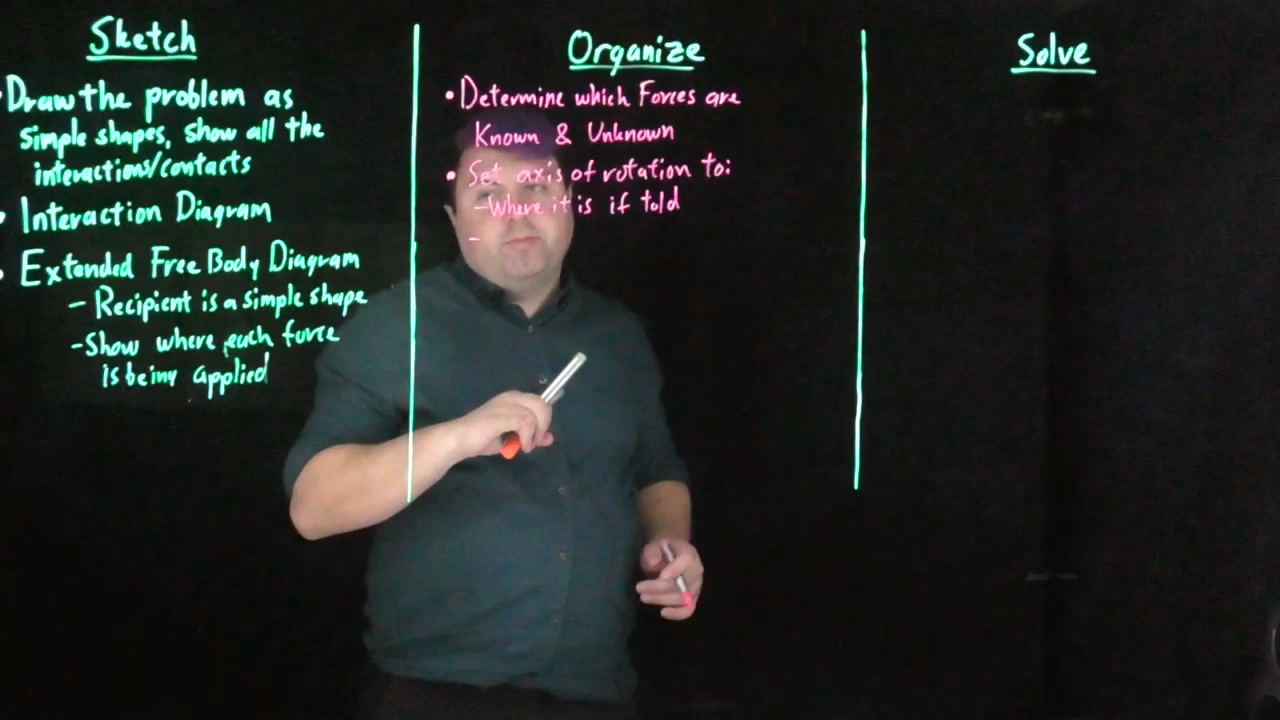 Sketch
• Draw the problem as
simple shapes, show all the
interactions/contacts
• Interaction Diagram
• Extended Free Body Diagram
- Recipient is a simple shape
- Show where each force
is being applied
Organize
• Determine which Forces are
Known & Unknown
• Set axis of rotation to:
- Where it is if told
-
Solve